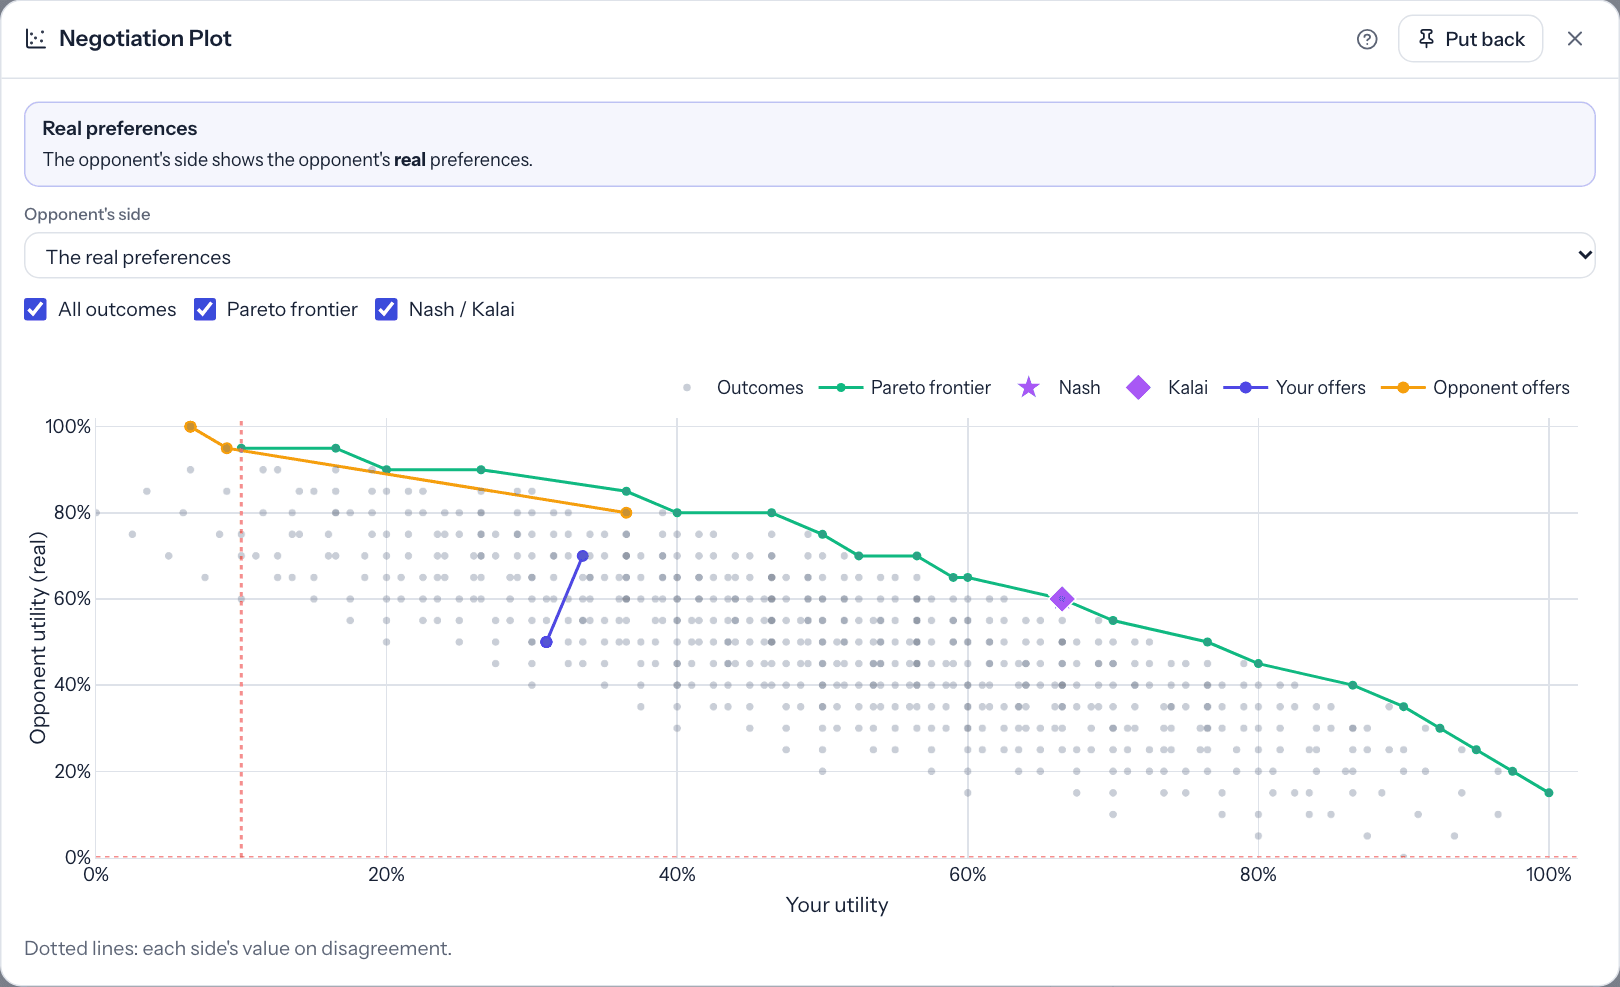 Negotiation Plot
Put back
Real preferences
The opponent's side shows the opponent's real preferences.
Opponent's side
The real preferences
All outcomes
Pareto frontier
Nash / Kalai
Outcomes
Pareto frontier
Nash
Kalai
Your offers
Opponent offers
Opponent utility (real)
100%
80%
60%
40%
20%
0%
0%
20%
40%
60%
80%
100%
Your utility
Dotted lines: each side's value on disagreement.